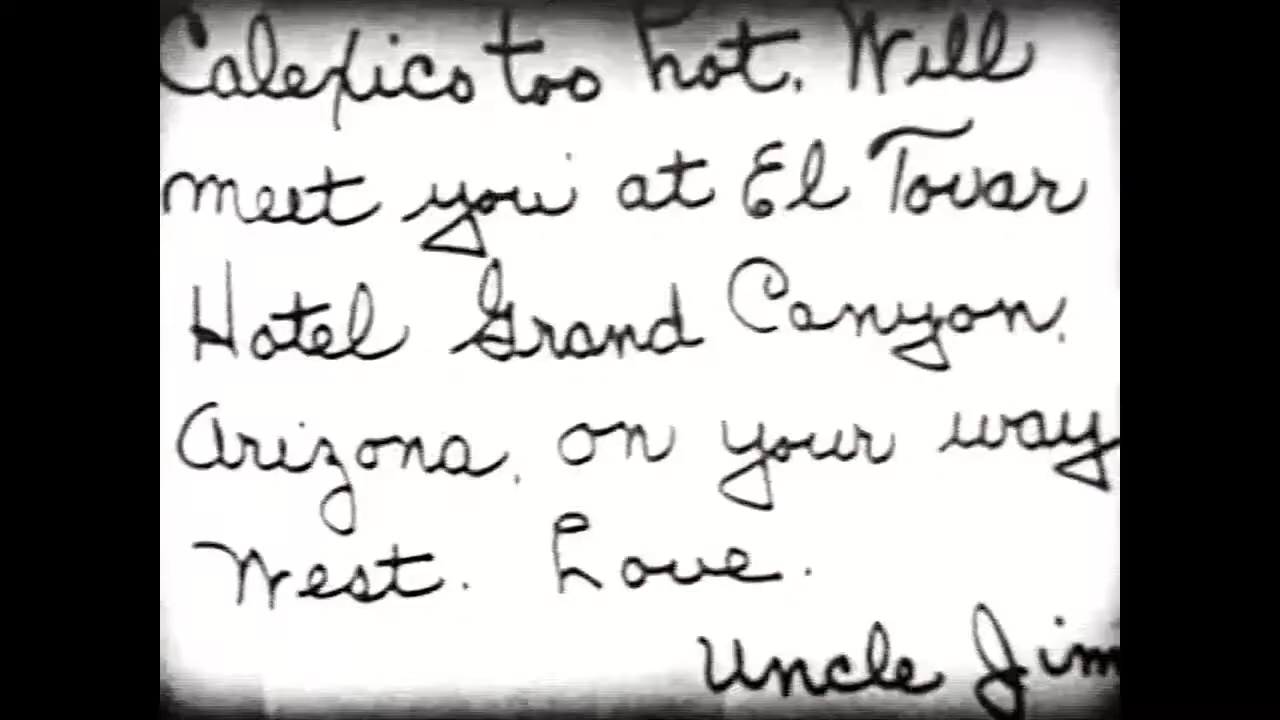 Calexico too hot. Will
meet you at El Tovar
Hotel Grand Canyon,
Arizona, on your way
West. Love.
Uncle Jim